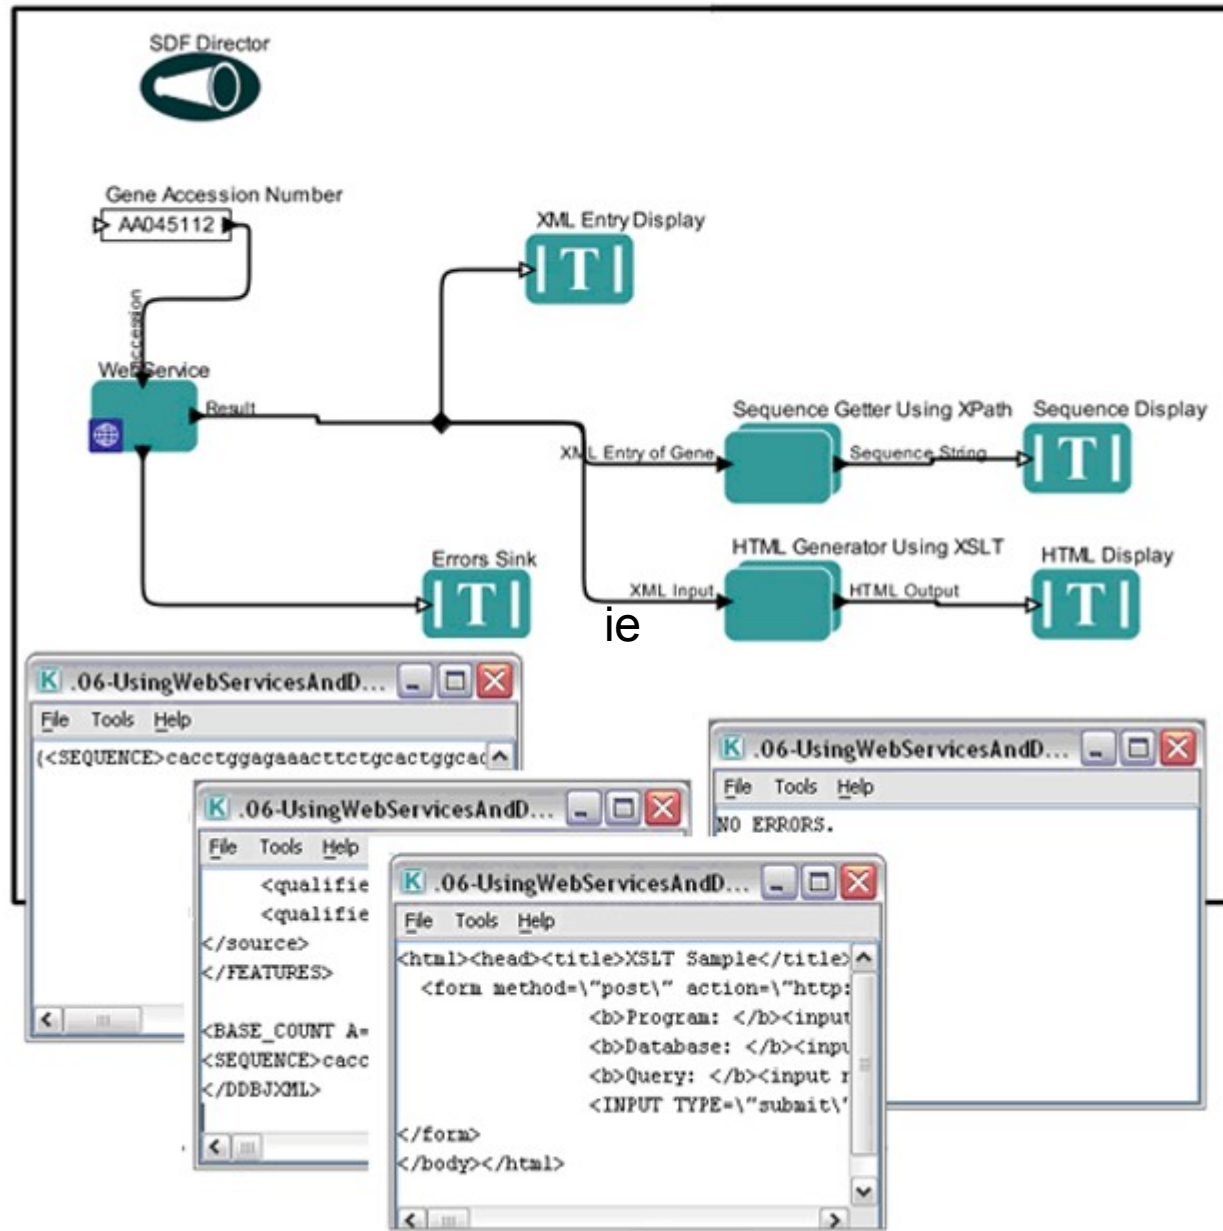 SDF Director
Gene Accession Number
AA045112
XML Entry Display
T
Accession
WebService
Result
Sequence Getter Using XPath
Sequence Display
XML Entry of Gene
Sequence String
T
Errors Sink
T
HTML Generator Using XSLT
HTML Display
XML Input
HTML Output
T
ie
K .06-UsingWebServicesAndD...
File Tools Help
{<SEQUENCE>cacctggagaaacttctgcactggcac
K .06-UsingWebServicesAndD...
File Tools Help
NO ERRORS.
K .06-UsingWebServicesAndD...
File Tools Help
<qualifie
<qualifie
</source>
</FEATURES>
<BASE_COUNT A=
<SEQUENCE>cacc
</DDBJXML>
K .06-UsingWebServicesAndD...
File Tools Help
<html><head><title>XSLT Sample</title>
<form method=\"post\" action=\"http:
<b>Program: </b><input
<b>Database: </b><inpu
<b>Query: </b><input n
<INPUT TYPE=\"submit\"
</form>
</body></html>